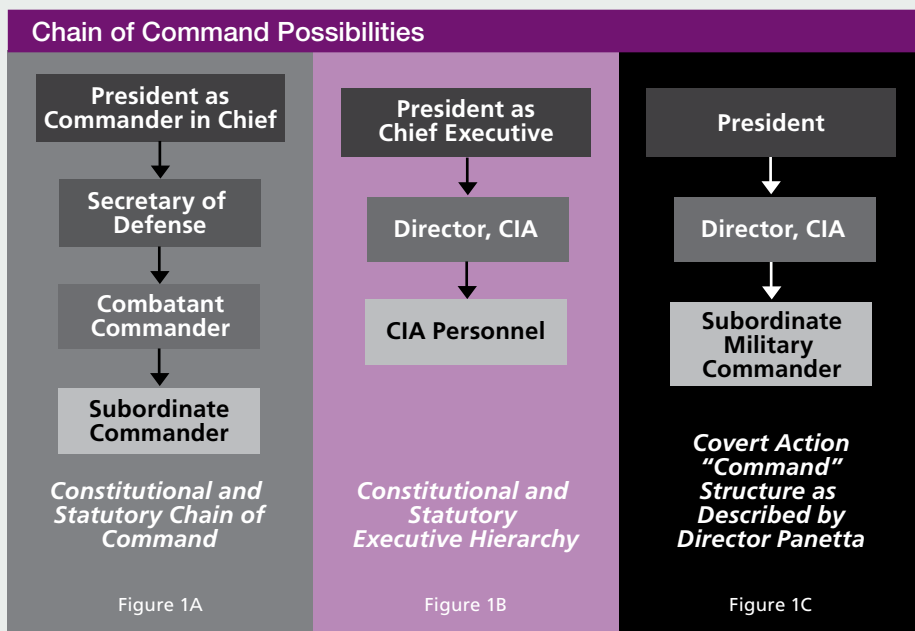 Chain of Command Possibilities
President as
Commander in Chief
Secretary of
Defense
Combatant
Commander
Subordinate
Commander
Constitutional and
Statutory Chain of
Command
Figure 1A
President as
Chief Executive
Director, CIA
CIA Personnel
Constitutional and
Statutory
Executive Hierarchy
Figure 1B
President
Director, CIA
Subordinate
Military
Commander
Covert Action
“Command”
Structure as
Described by
Director Panetta
Figure 1C